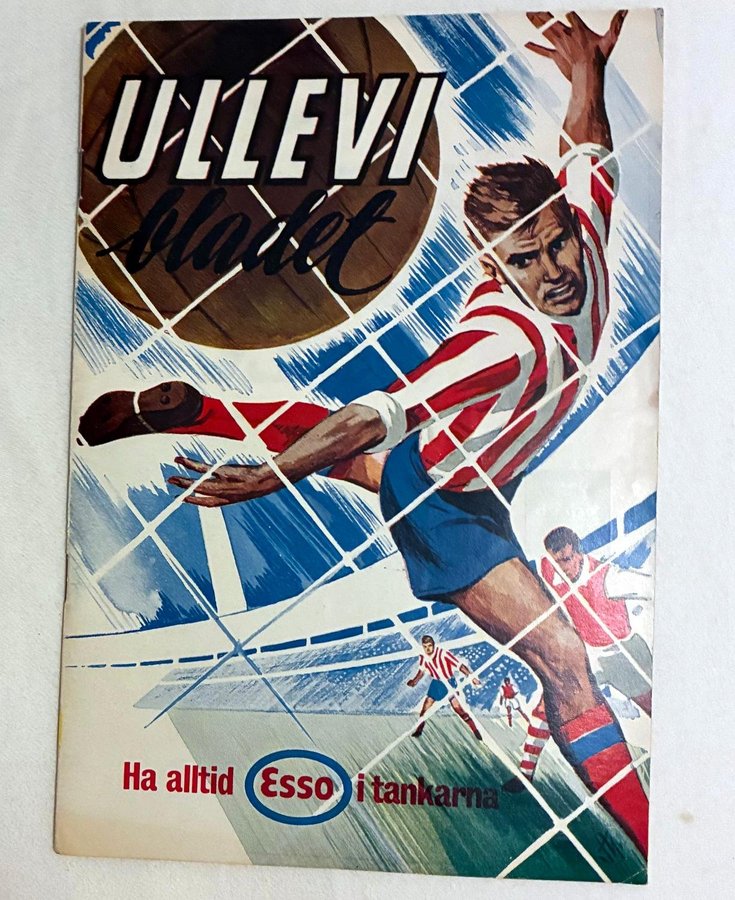 ULLEVI
bladet
Ha alltid Esso i tankarna